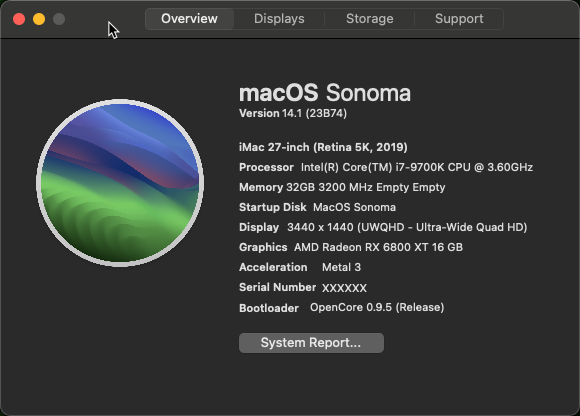 Overview Displays Storage Support
macOS Sonoma
Version 14.1 (23B74)
iMac 27-inch (Retina 5K, 2019)
Processor Intel(R) Core(TM) i7-9700K CPU @ 3.60GHz
Memory 32GB 3200 MHz Empty Empty
Startup Disk MacOS Sonoma
Display 3440 x 1440 (UWQHD - Ultra-Wide Quad HD)
Graphics AMD Radeon RX 6800 XT 16 GB
Acceleration Metal 3
Serial Number XXXXXX
Bootloader OpenCore 0.9.5 (Release)
System Report...